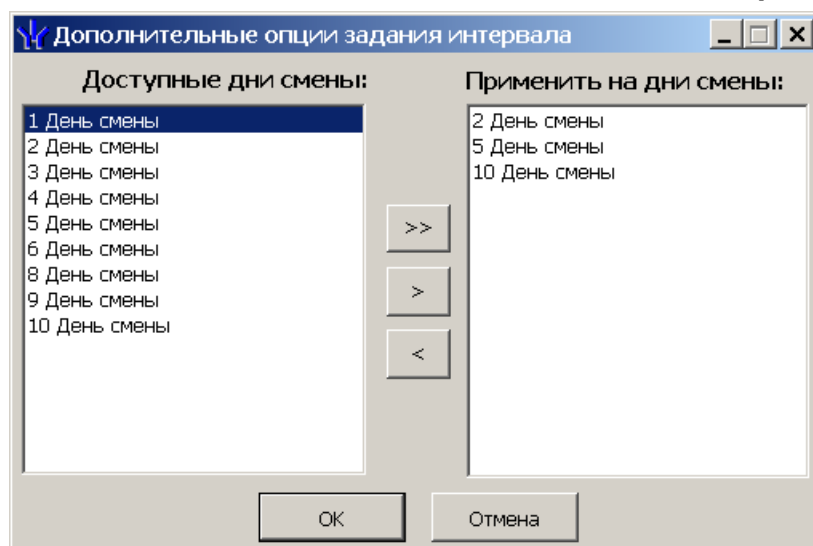 Дополнительные опции задания интервала
Доступные дни смены:
1 День смены
2 День смены
3 День смены
4 День смены
5 День смены
6 День смены
8 День смены
9 День смены
10 День смены
>>
>
<
Применить на дни смены:
2 День смены
5 День смены
10 День смены
OK
Отмена